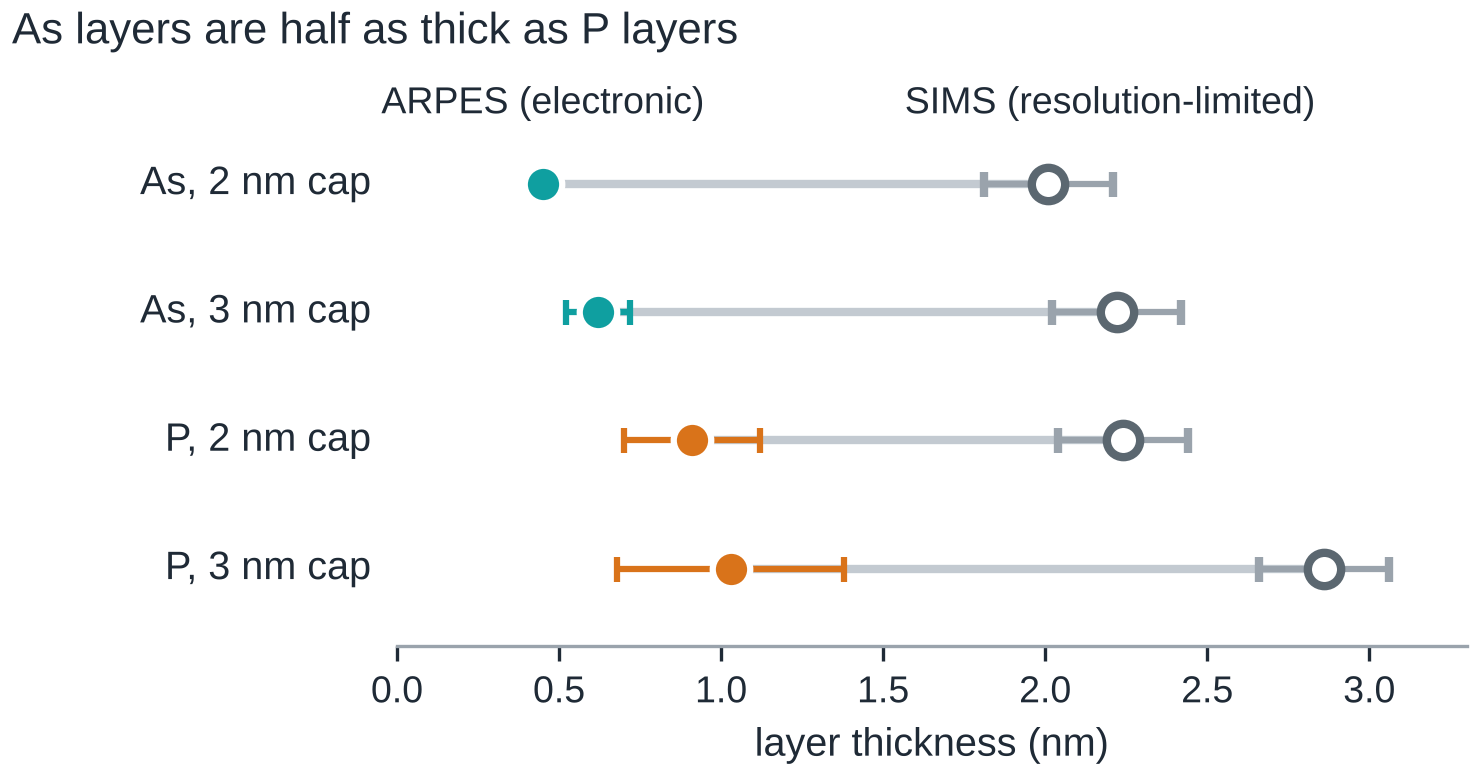 As layers are half as thick as P layers
ARPES (electronic) SIMS (resolution-limited)
As, 2 nm cap
As, 3 nm cap
P, 2 nm cap
P, 3 nm cap
0.0 0.5 1.0 1.5 2.0 2.5 3.0
layer thickness (nm)